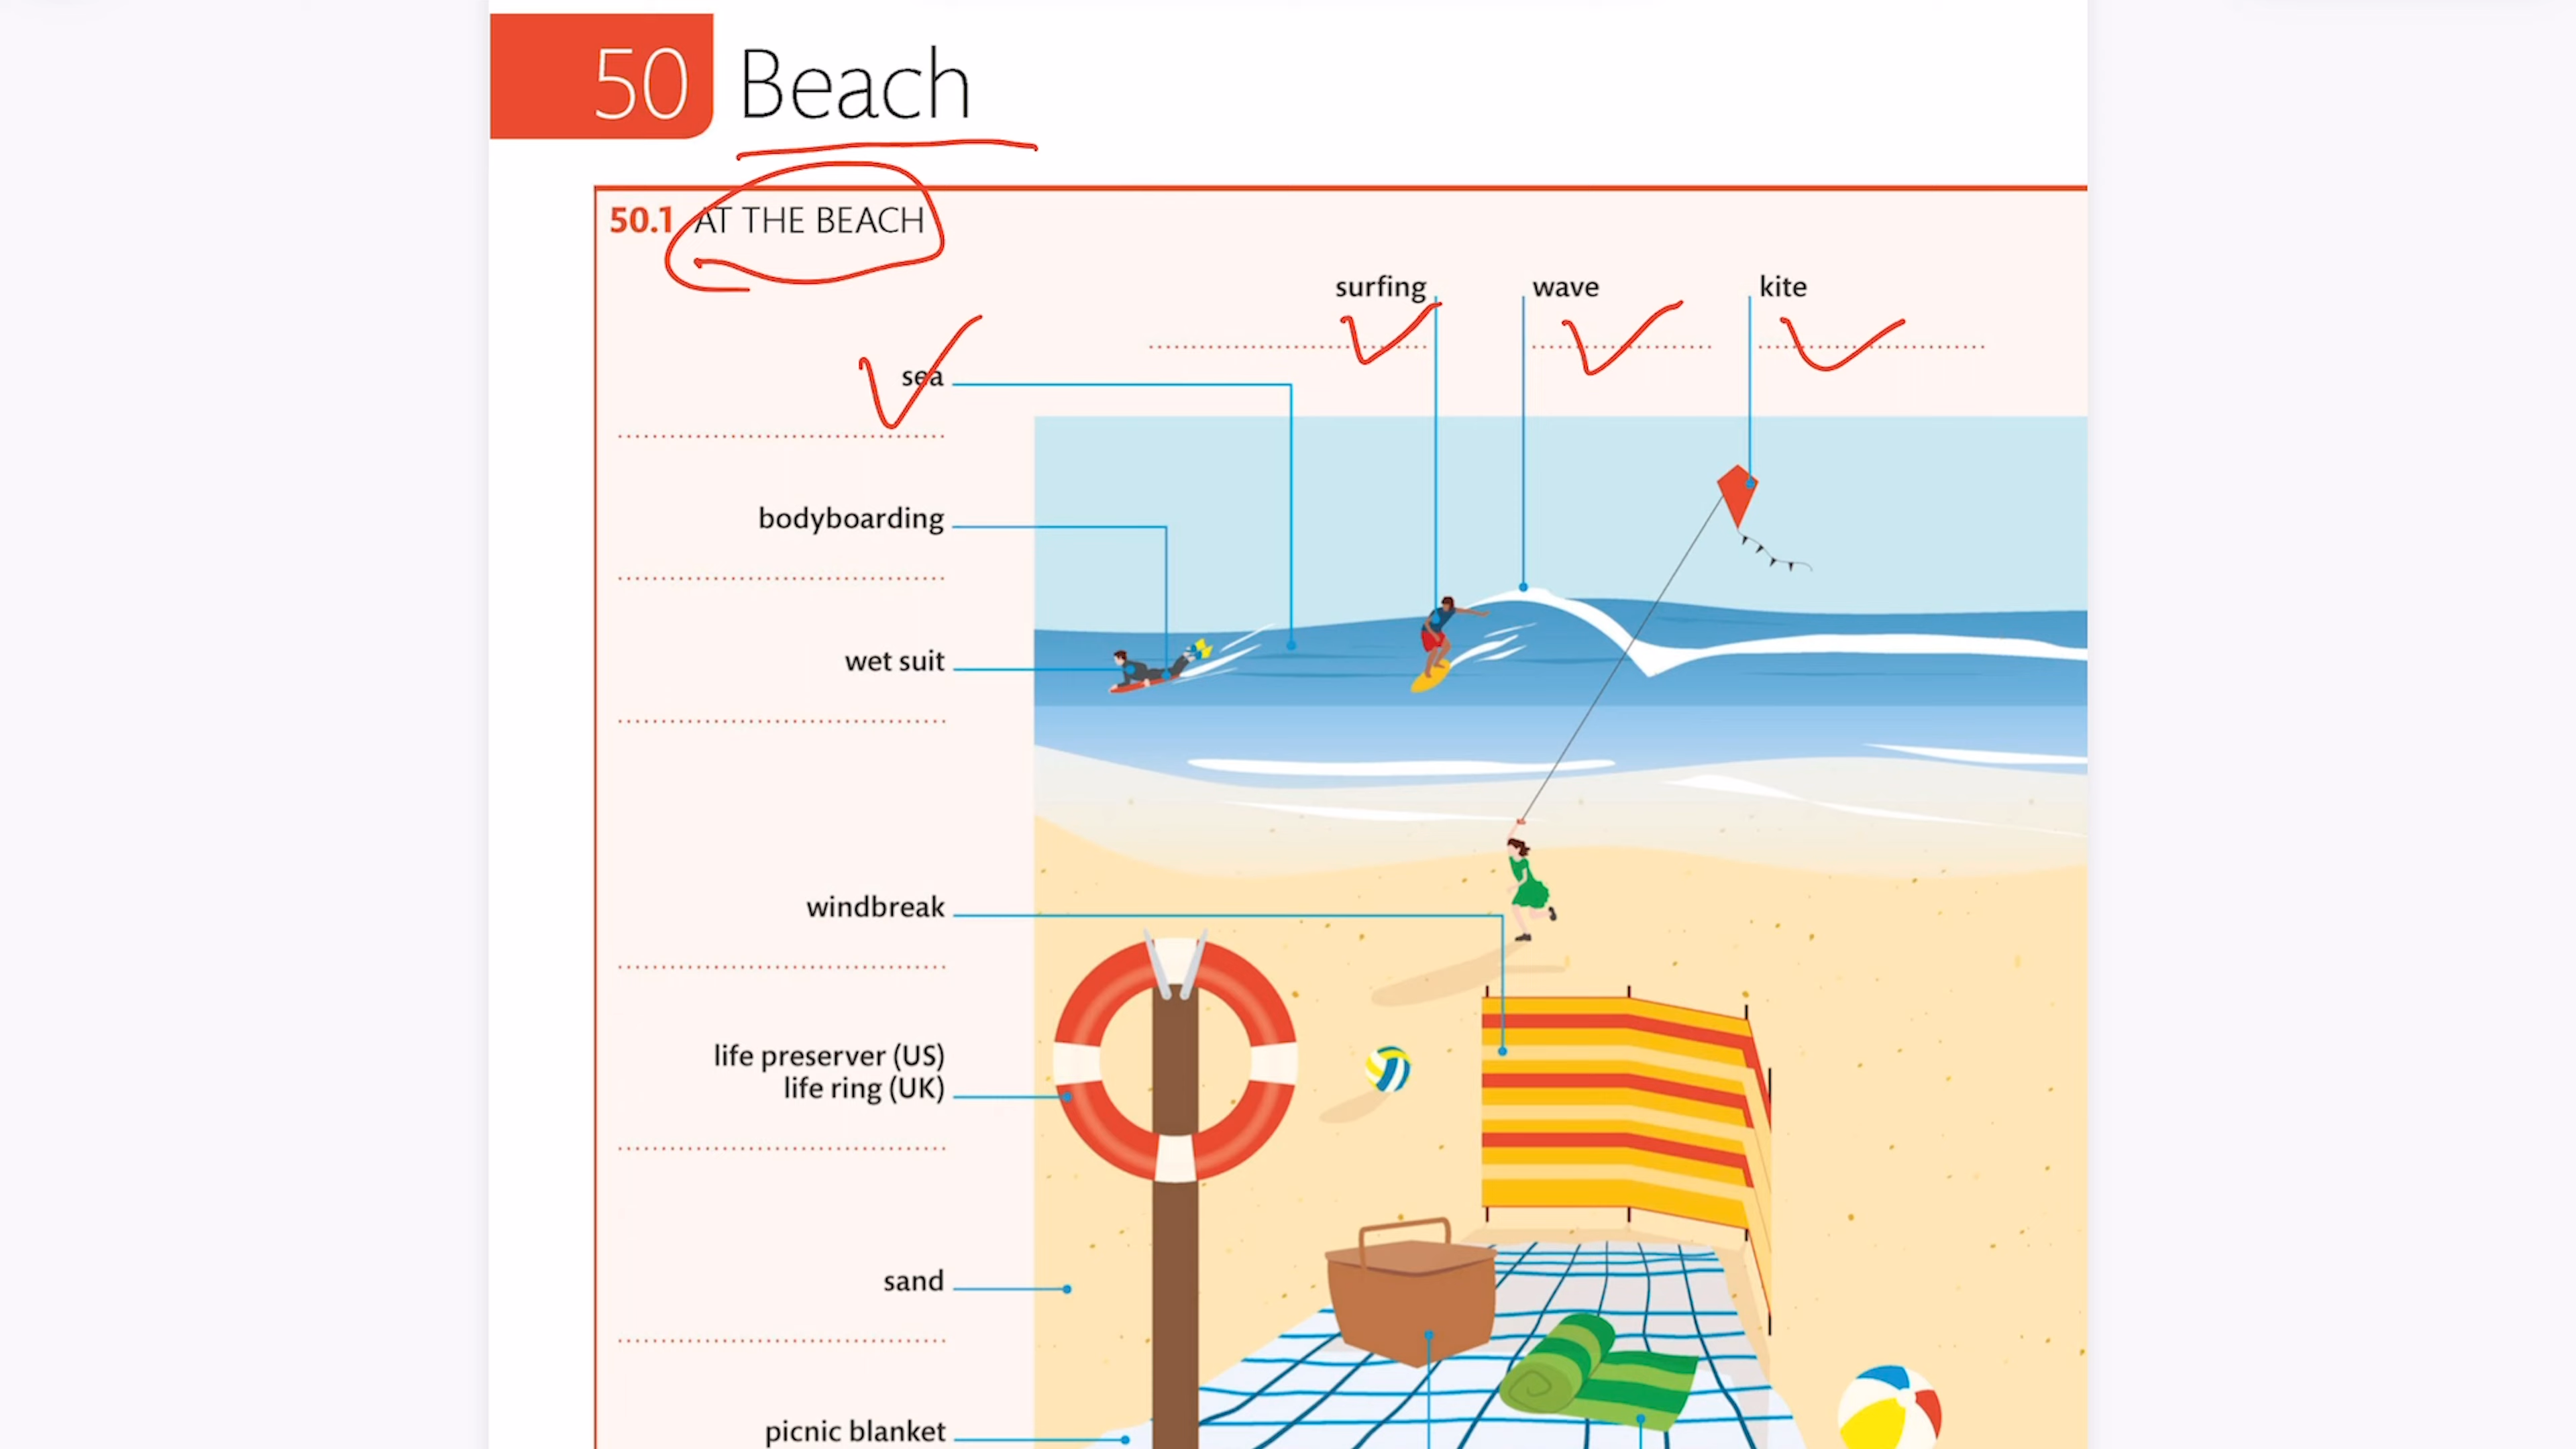 50 Beach
50.1 AT THE BEACH
surfing wave kite
sea
bodyboarding
wet suit
windbreak
life preserver (US)
life ring (UK)
sand
picnic blanket